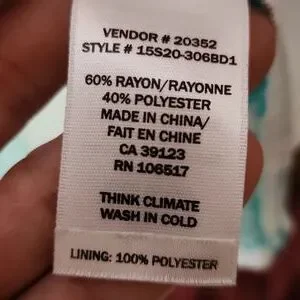 VENDOR # 20352
STYLE # 15S20-306BD1
60% RAYON/RAYONNE
40% POLYESTER
MADE IN CHINA/
FAIT EN CHINE
CA 39123
RN 106517
THINK CLIMATE
WASH IN COLD
LINING: 100% POLYESTER